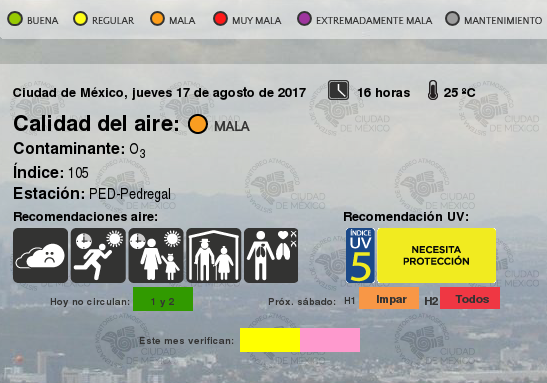 BUENA REGULAR MALA MUY MALA EXTREMADAMENTE MALA MANTENIMIENTO
Ciudad de México, jueves 17 de agosto de 2017 16 horas 25 ºC
Calidad del aire: MALA
Contaminante: O3
Índice: 105
Estación: PED-Pedregal
Recomendaciones aire: Recomendación UV:
ÍNDICE
UV
5
NECESITA
PROTECCIÓN
Hoy no circulan: 1 y 2 Próx. sábado: H1 Impar H2 Todos
Este mes verifican: